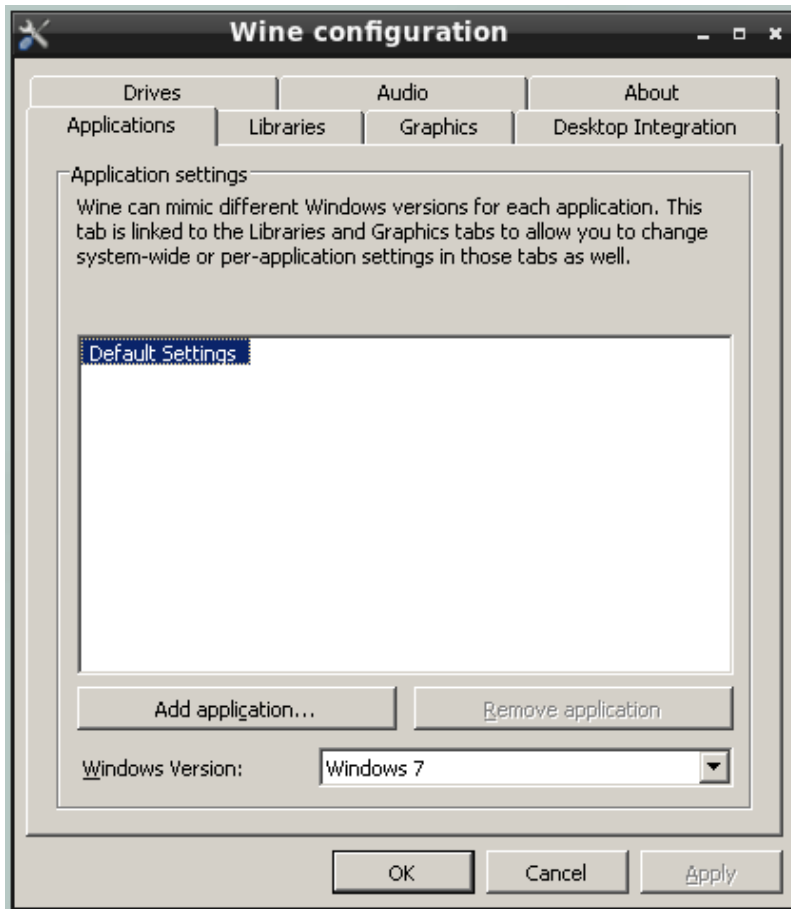 Wine configuration
Drives Audio About
Applications Libraries Graphics Desktop Integration
Application settings
Wine can mimic different Windows versions for each application. This
tab is linked to the Libraries and Graphics tabs to allow you to change
system-wide or per-application settings in those tabs as well.
Default Settings
Add application... Remove application
Windows Version: Windows 7
OK Cancel Apply